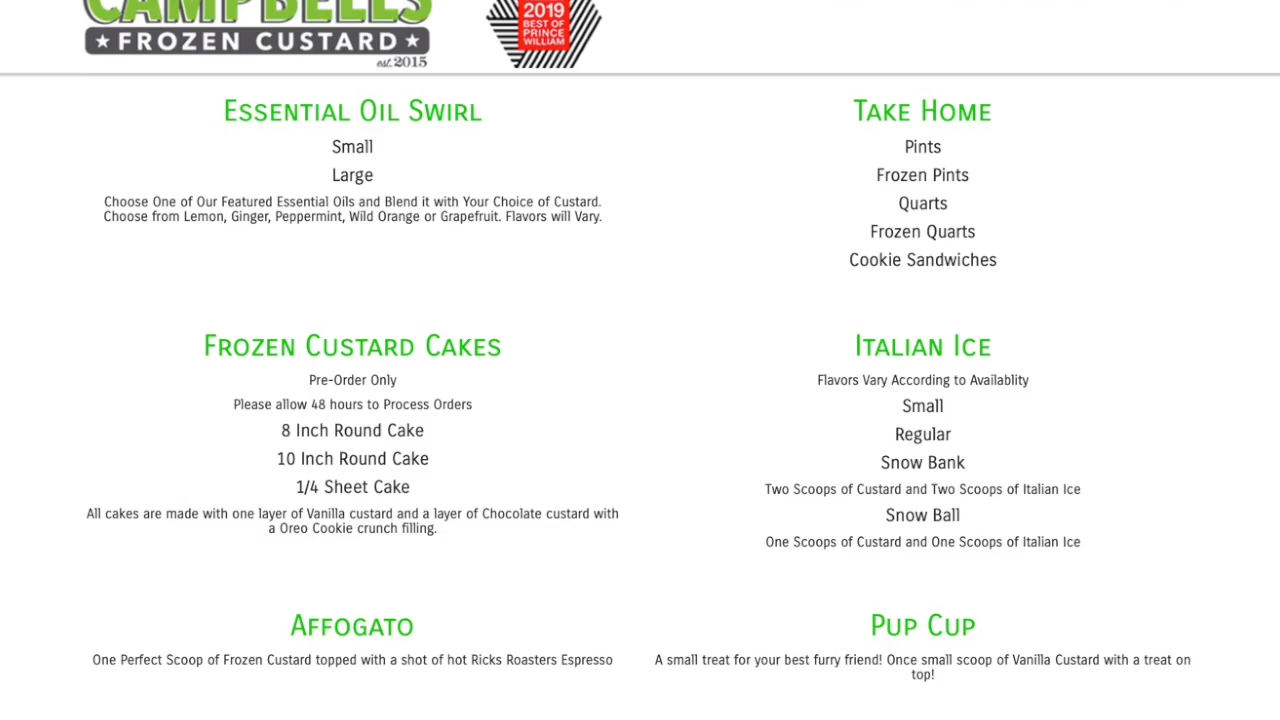 CAMPBELLS
★ FROZEN CUSTARD ★
est. 2015
2019
BEST OF
PRINCE
WILLIAM
Essential Oil Swirl
Small
Large
Choose One of Our Featured Essential Oils and Blend it with Your Choice of Custard.
Choose from Lemon, Ginger, Peppermint, Wild Orange or Grapefruit. Flavors will Vary.
Take Home
Pints
Frozen Pints
Quarts
Frozen Quarts
Cookie Sandwiches
Frozen Custard Cakes
Pre-Order Only
Please allow 48 hours to Process Orders
8 Inch Round Cake
10 Inch Round Cake
1/4 Sheet Cake
All cakes are made with one layer of Vanilla custard and a layer of Chocolate custard with
a Oreo Cookie crunch filling.
Italian Ice
Flavors Vary According to Availablity
Small
Regular
Snow Bank
Two Scoops of Custard and Two Scoops of Italian Ice
Snow Ball
One Scoops of Custard and One Scoops of Italian Ice
Affogato
One Perfect Scoop of Frozen Custard topped with a shot of hot Ricks Roasters Espresso
Pup Cup
A small treat for your best furry friend! Once small scoop of Vanilla Custard with a treat on
top!